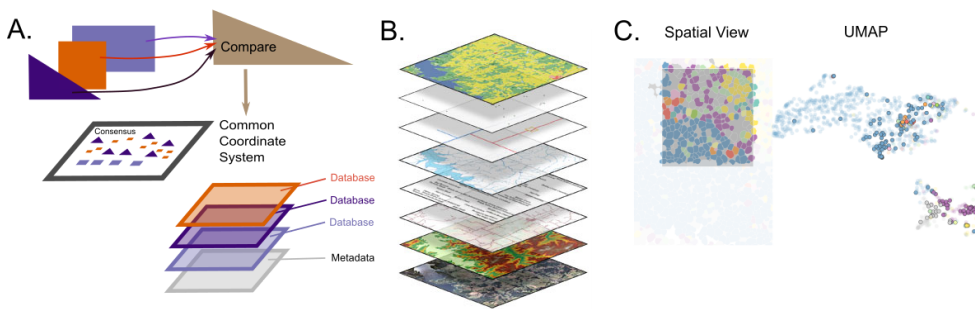 A.
Compare
Consensus
Common
Coordinate
System
Database
Database
Database
Metadata
B.
C.
Spatial View
UMAP